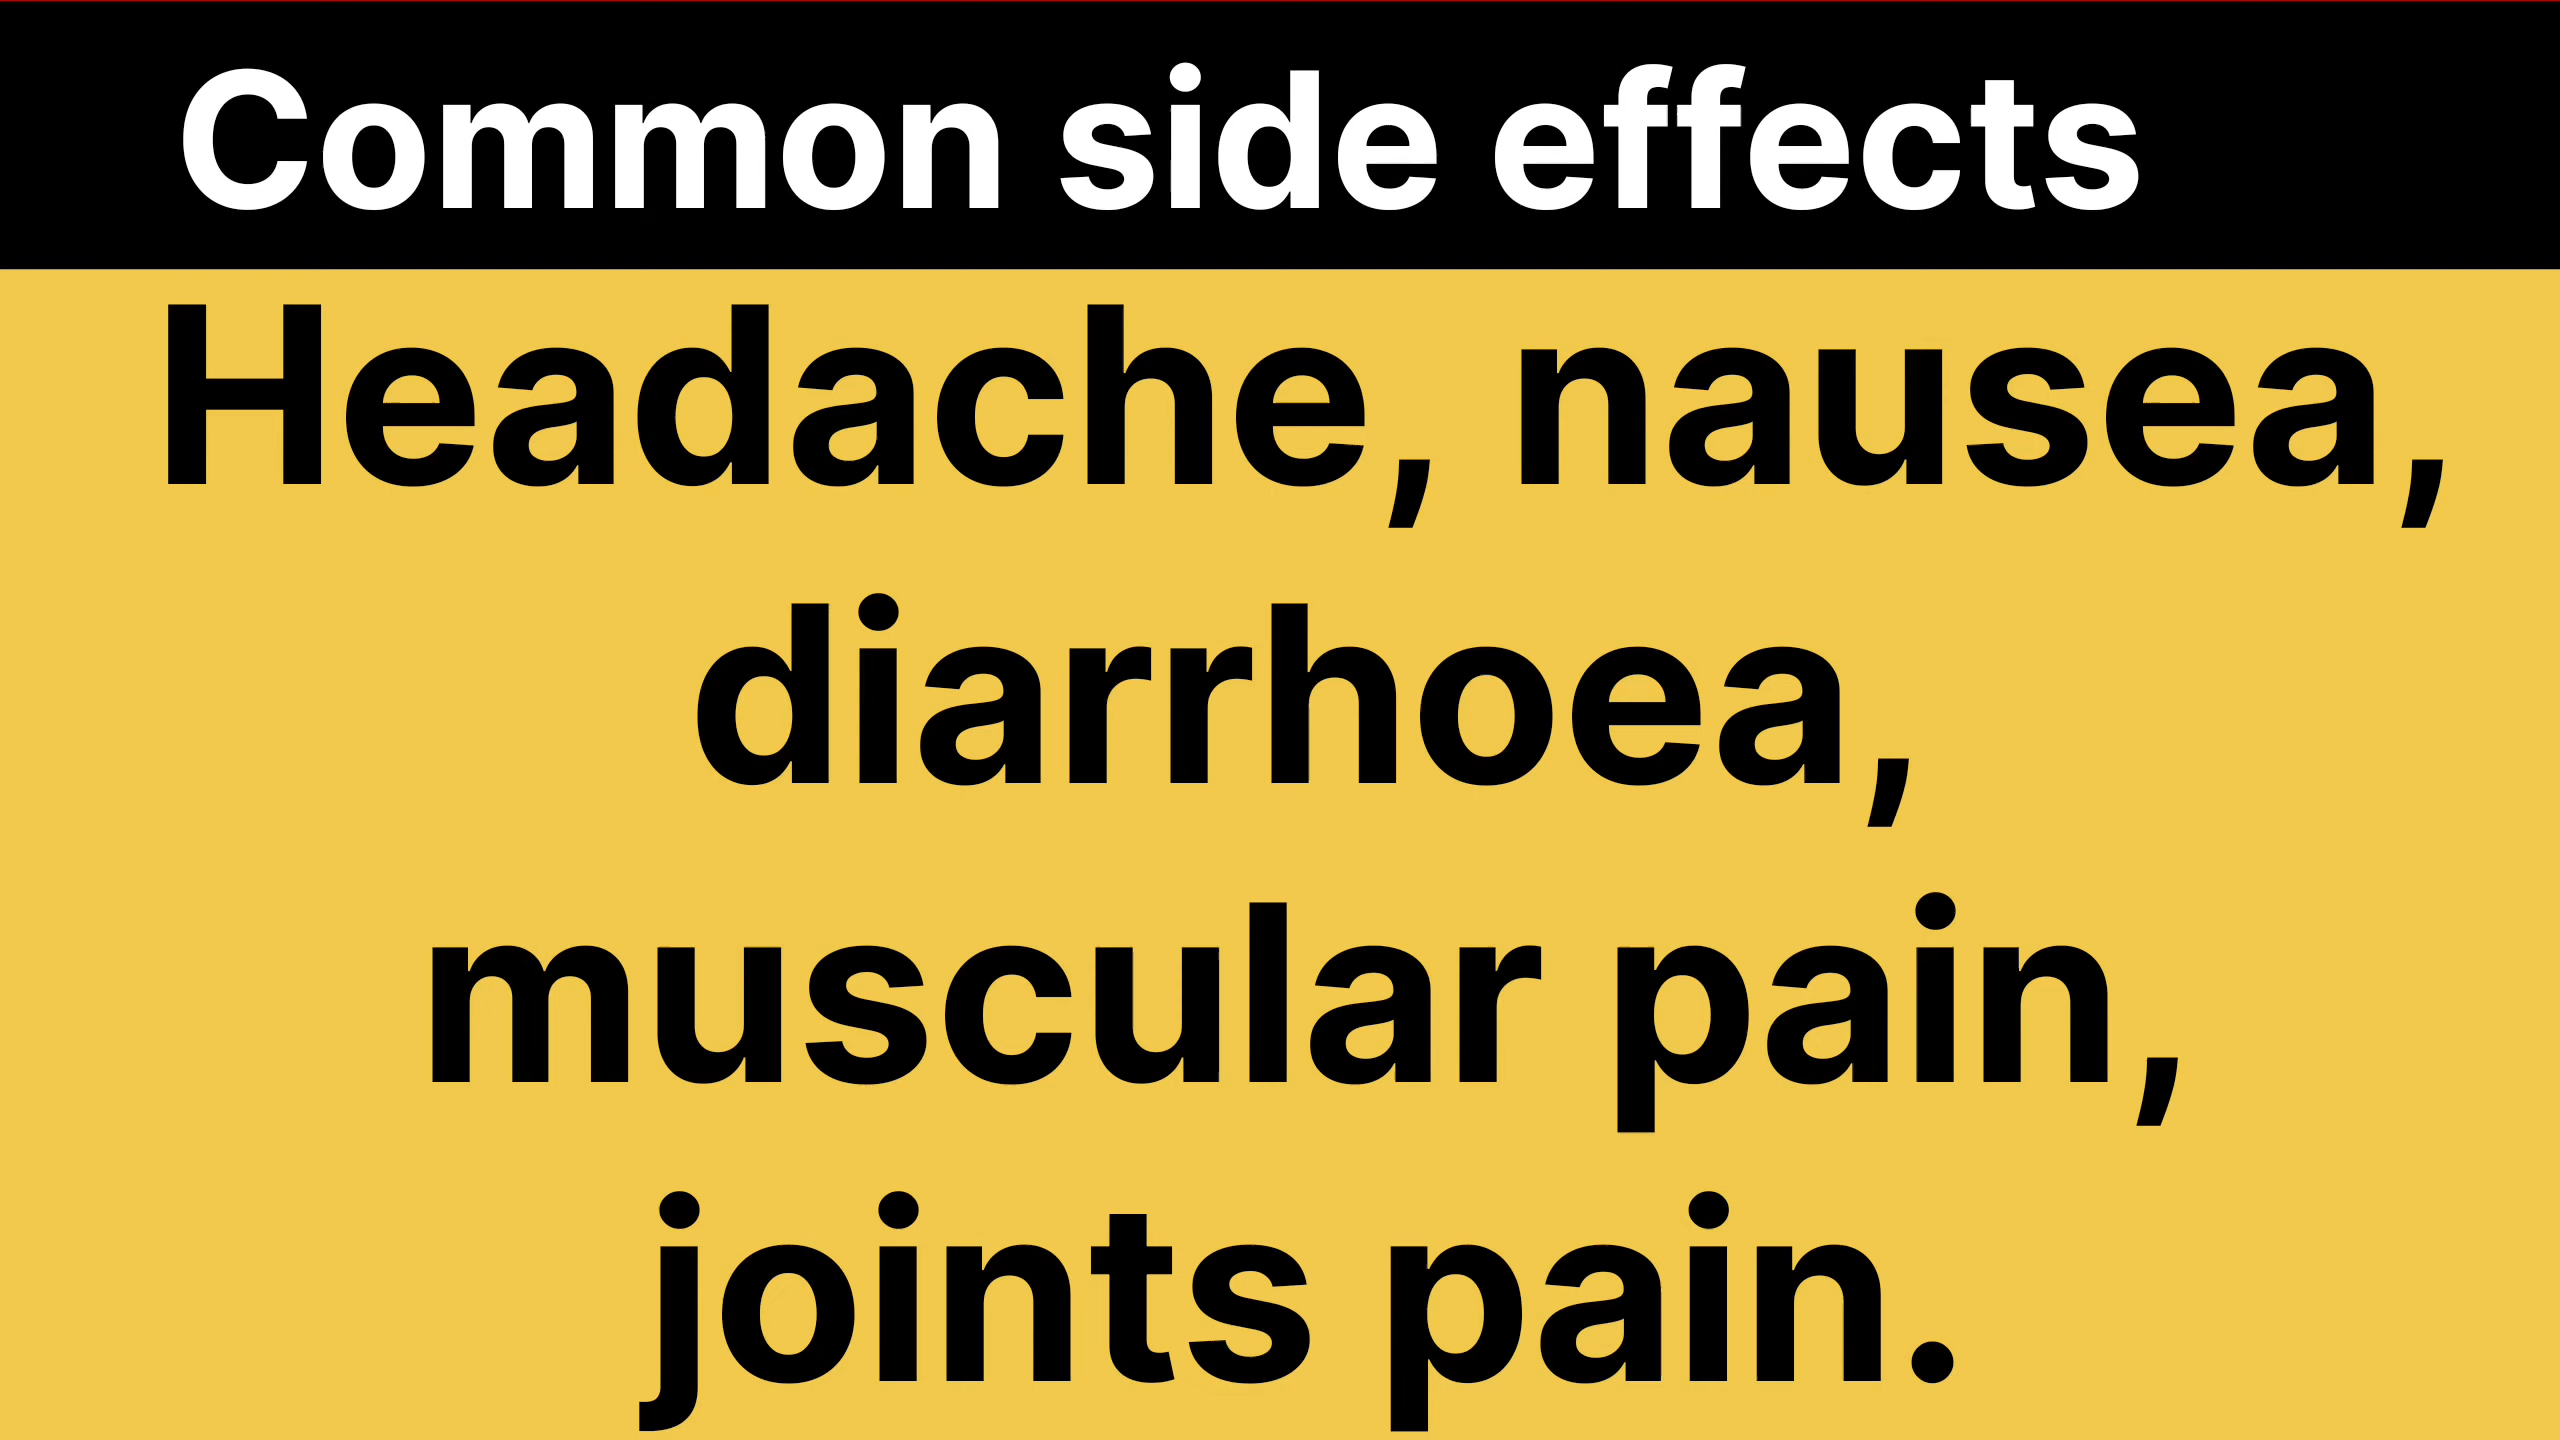 Common side effects
Headache, nausea,
diarrhoea,
muscular pain,
joints pain.